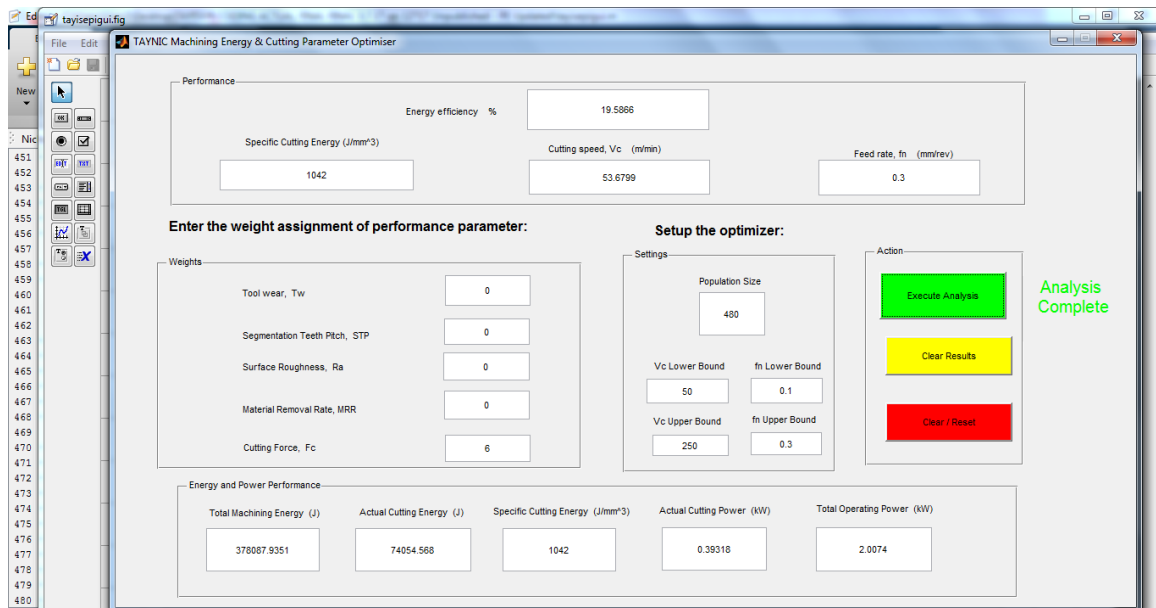 Ed
tayisepigui.fig
File Edit
New
Nic
451
452
453
454
455
456
457
458
459
460
461
462
463
464
465
466
467
468
469
470
471
472
473
474
475
476
477
478
479
480
TAYNIC Machining Energy & Cutting Parameter Optimiser
Performance
Energy efficiency %
19.5866
Specific Cutting Energy (J/mm^3)
Cutting speed, Vc (m/min)
Feed rate, fn (mm/rev)
1042
53.6799
0.3
Enter the weight assignment of performance parameter:
Setup the optimizer:
Weights
Tool wear, Tw
0
Segmentation Teeth Pitch, STP
0
Surface Roughness, Ra
0
Material Removal Rate, MRR
0
Cutting Force, Fc
6
Settings
Population Size
480
Vc Lower Bound
fn Lower Bound
50
0.1
Vc Upper Bound
fn Upper Bound
250
0.3
Action
Execute Analysis
Clear Results
Clear / Reset
Analysis
Complete
Energy and Power Performance
Total Machining Energy (J)
Actual Cutting Energy (J)
Specific Cutting Energy (J/mm^3)
Actual Cutting Power (kW)
Total Operating Power (kW)
378087.9351
74054.568
1042
0.39318
2.0074